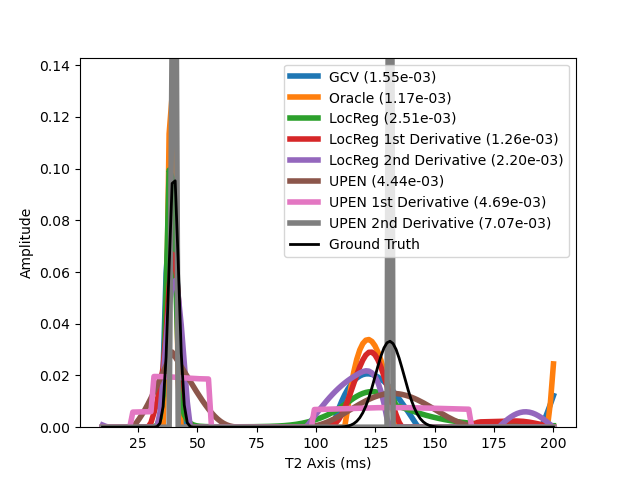 0.14
0.12
0.10
0.08
0.06
0.04
0.02
0.00
Amplitude
GCV (1.55e-03)
Oracle (1.17e-03)
LocReg (2.51e-03)
LocReg 1st Derivative (1.26e-03)
LocReg 2nd Derivative (2.20e-03)
UPEN (4.44e-03)
UPEN 1st Derivative (4.69e-03)
UPEN 2nd Derivative (7.07e-03)
Ground Truth
25 50 75 100 125 150 175 200
T2 Axis (ms)